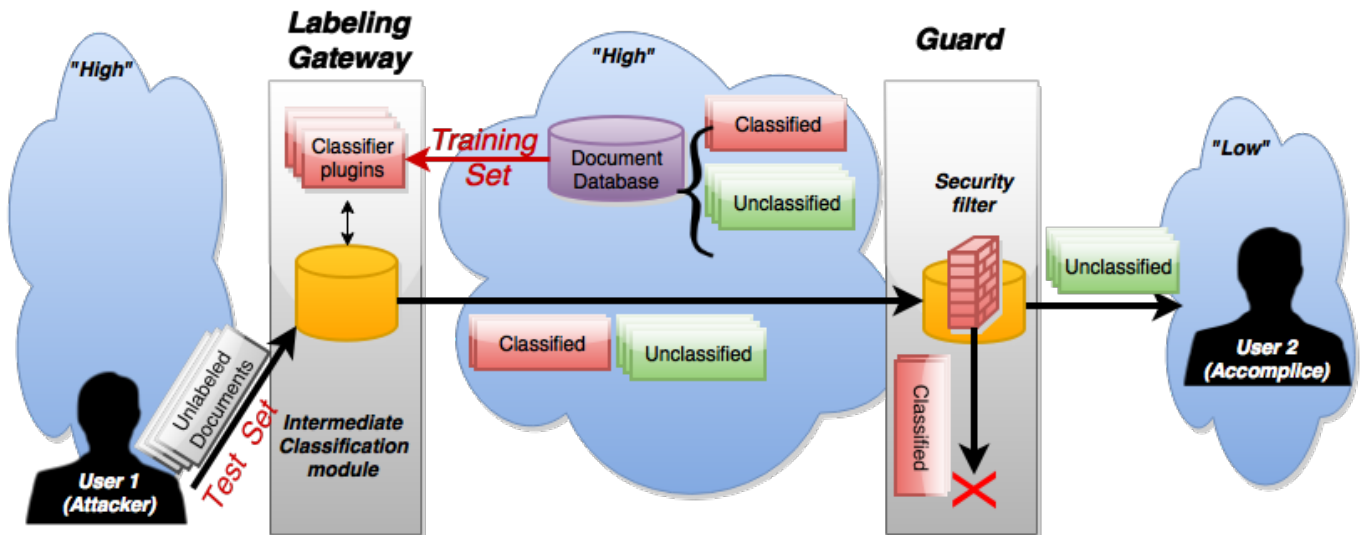 Labeling
Gateway
Guard
"High"
"High"
"Low"
Classifier
plugins
Training
Set
Document
Database
Classified
Unclassified
Security
filter
Unclassified
Unlabeled
Documents
Test Set
Classified
Unclassified
Classified
Intermediate
Classification
module
User 1
(Attacker)
User 2
(Accomplice)